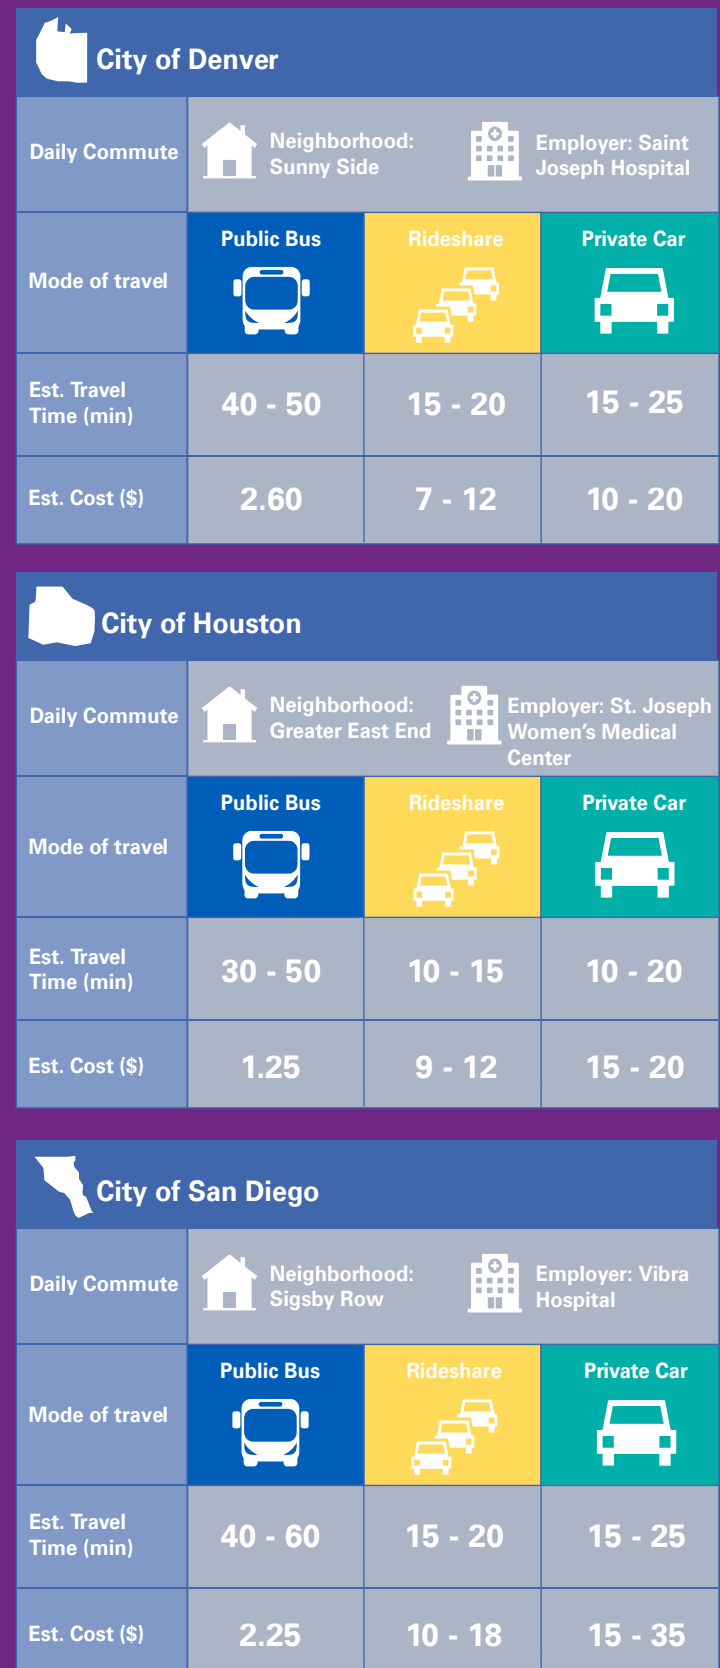 City of Denver
Daily Commute
Neighborhood:
Sunny Side
Employer: Saint
Joseph Hospital
Mode of travel
Public Bus
Rideshare
Private Car
Est. Travel
Time (min)
40 - 50
15 - 20
15 - 25
Est. Cost ($)
2.60
7 - 12
10 - 20
City of Houston
Daily Commute
Neighborhood:
Greater East End
Employer: St. Joseph
Women's Medical
Center
Mode of travel
Public Bus
Rideshare
Private Car
Est. Travel
Time (min)
30 - 50
10 - 15
10 - 20
Est. Cost ($)
1.25
9 - 12
15 - 20
City of San Diego
Daily Commute
Neighborhood:
Sigsby Row
Employer: Vibra
Hospital
Mode of travel
Public Bus
Rideshare
Private Car
Est. Travel
Time (min)
40 - 60
15 - 20
15 - 25
Est. Cost ($)
2.25
10 - 18
15 - 35